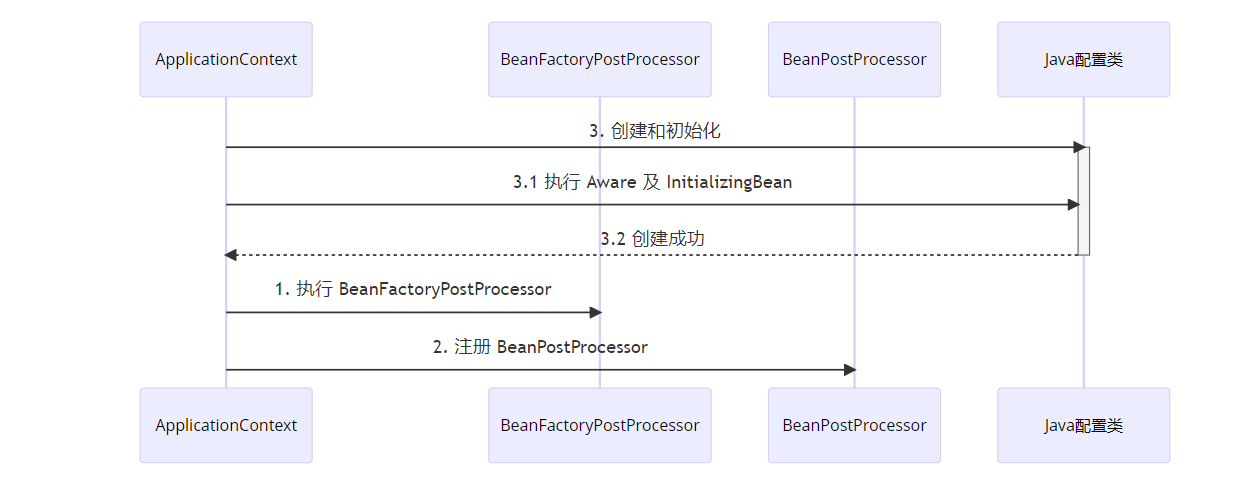 ApplicationContext
BeanFactoryPostProcessor
BeanPostProcessor
Java配置类
3. 创建和初始化
3.1 执行 Aware 及 InitializingBean
3.2 创建成功
1. 执行 BeanFactoryPostProcessor
2. 注册 BeanPostProcessor
ApplicationContext
BeanFactoryPostProcessor
BeanPostProcessor
Java配置类